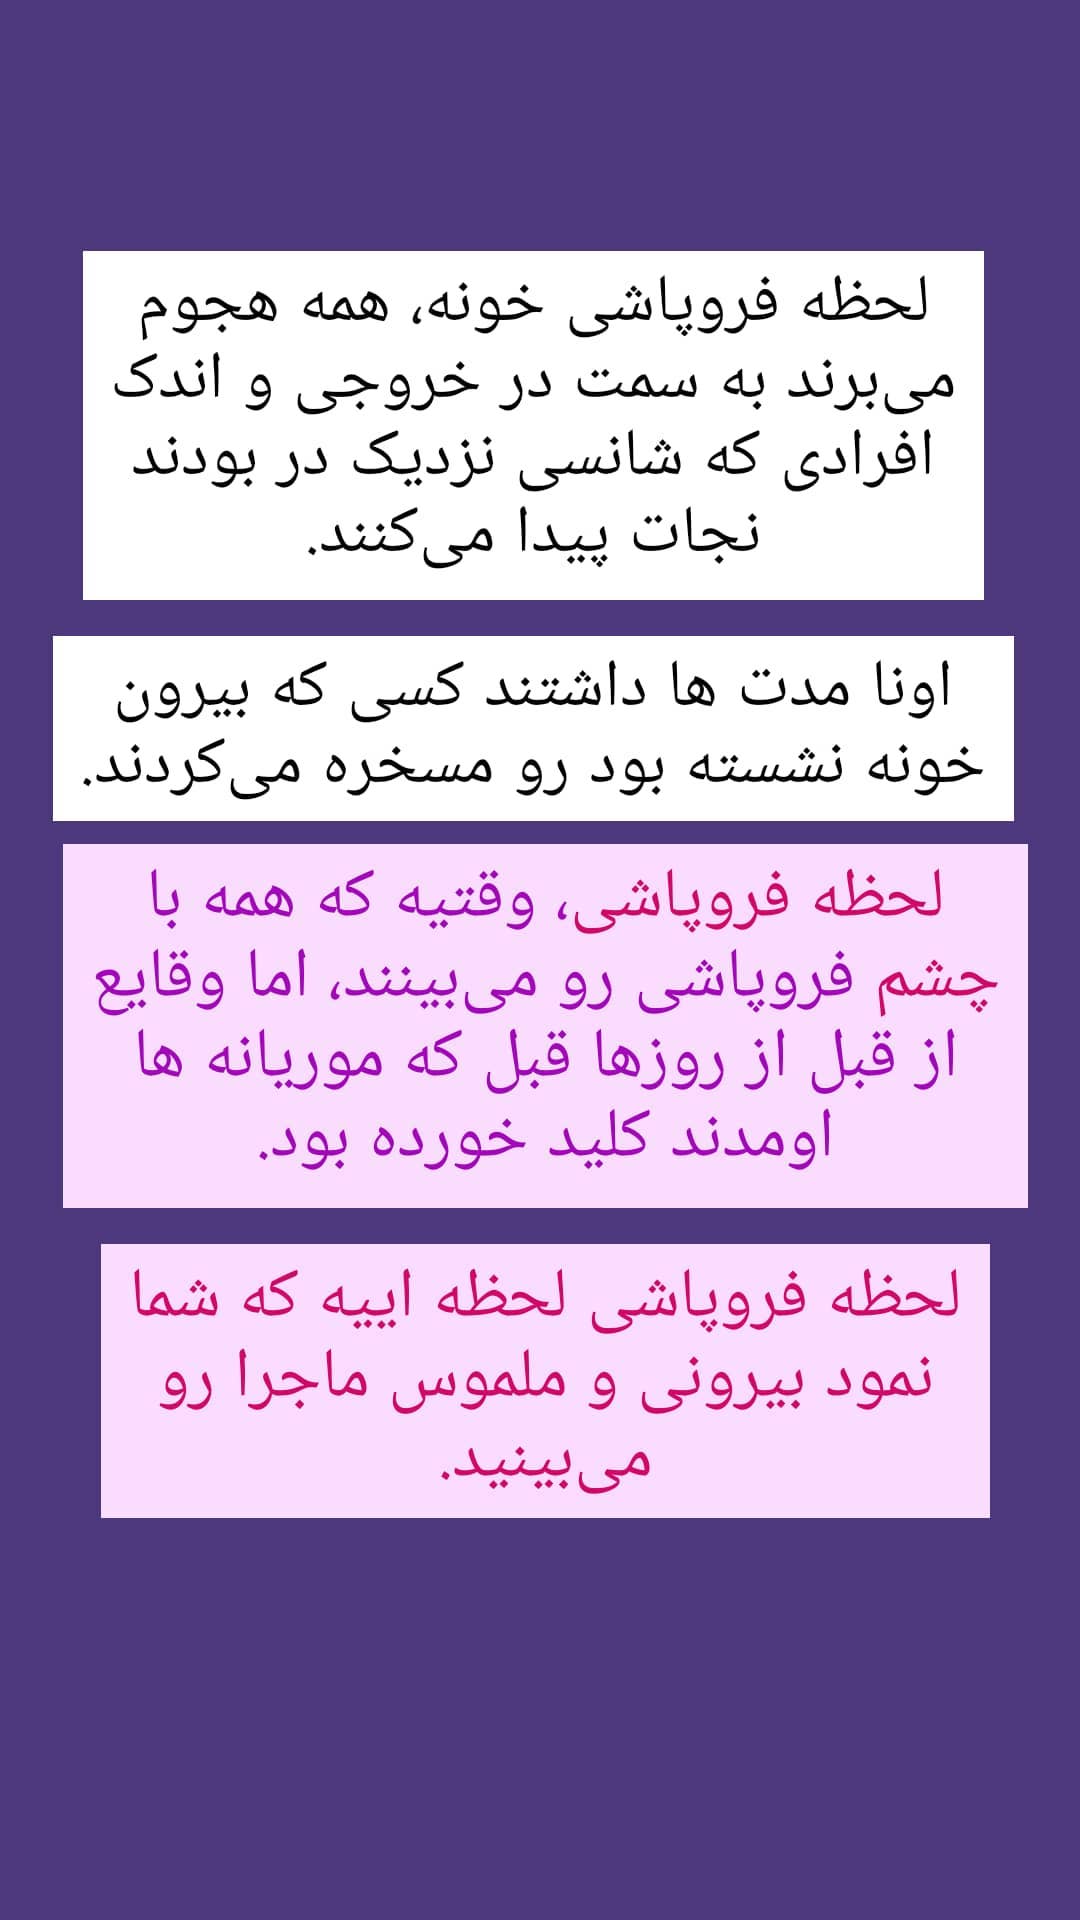 لحظه فروپاشی خونه، همه هجوم
می‌برند به سمت در خروجی و اندک
افرادی که شانسی نزدیک در بودند
نجات پیدا می‌کنند.
اونا مدت ها داشتند کسی که بیرون
خونه نشسته بود رو مسخره می‌کردند.
لحظه فروپاشی، وقتیه که همه با
چشم فروپاشی رو می‌بینند، اما وقایع
از قبل از روزها قبل که موریانه ها
اومدند کلید خورده بود.
لحظه فروپاشی لحظه اییه که شما
نمود بیرونی و ملموس ماجرا رو
می‌بینید.